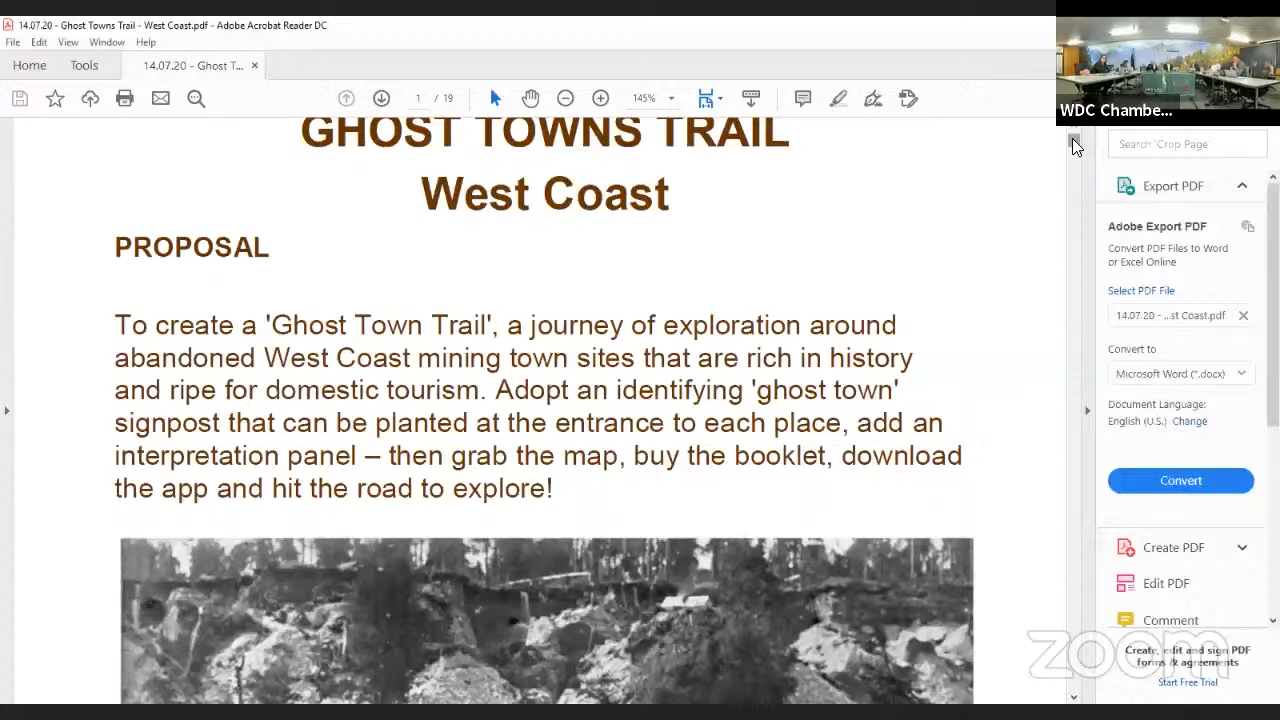 14.07.20 - Ghost Towns Trail - West Coast.pdf - Adobe Acrobat Reader DC
File Edit View Window Help
Home Tools 14.07.20 - Ghost T... ×
1 / 19 145%
WDC Chambe...
GHOST TOWNS TRAIL
West Coast
PROPOSAL
To create a 'Ghost Town Trail', a journey of exploration around
abandoned West Coast mining town sites that are rich in history
and ripe for domestic tourism. Adopt an identifying 'ghost town'
signpost that can be planted at the entrance to each place, add an
interpretation panel – then grab the map, buy the booklet, download
the app and hit the road to explore!
Search 'Crop Page'
Export PDF
Adobe Export PDF
Convert PDF Files to Word
or Excel Online
Select PDF File
14.07.20 - ...st Coast.pdf
Convert to
Microsoft Word (*.docx)
Document Language:
English (U.S.) Change
Convert
Create PDF
Edit PDF
Comment
Create, edit and sign PDF
forms & agreements
Start Free Trial
zoom